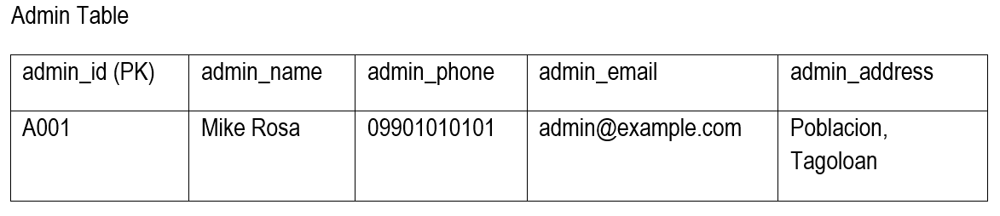 Admin Table
admin_id (PK) admin_name admin_phone admin_email admin_address
A001 Mike Rosa 09901010101 admin@example.com Poblacion,
Tagoloan